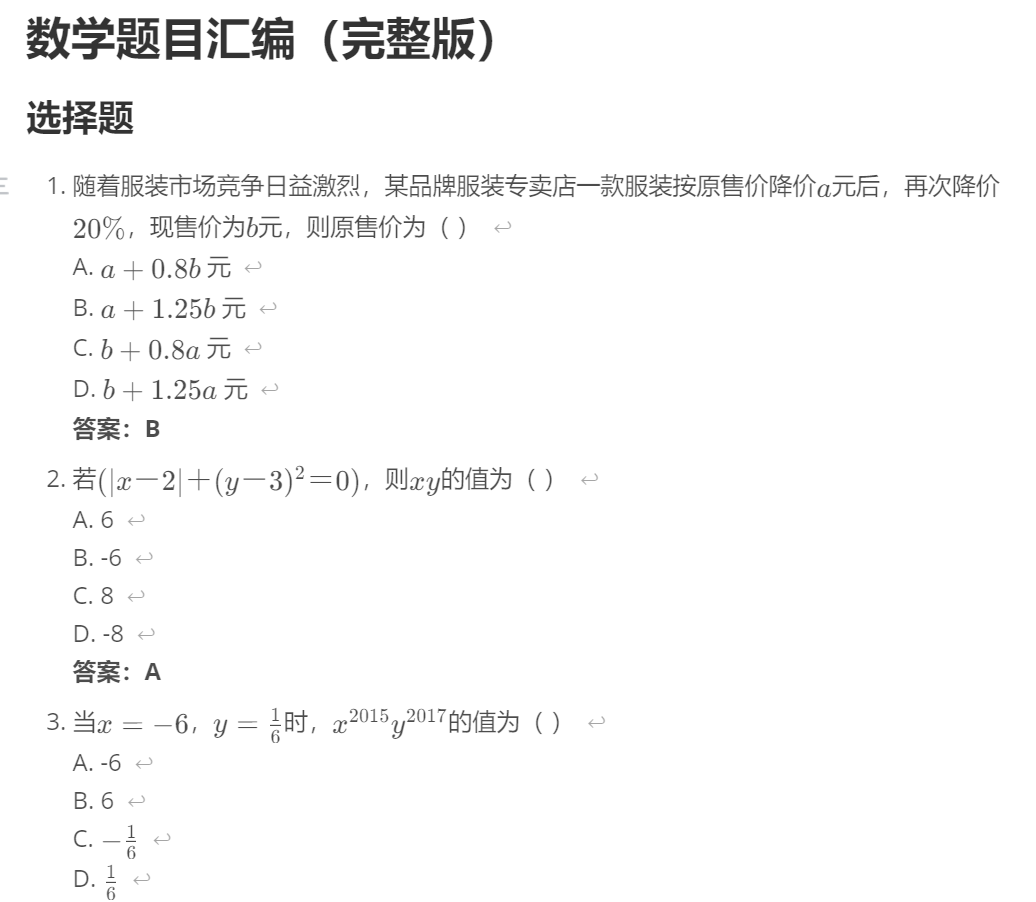 数学题目汇编（完整版）
选择题
1. 随着服装市场竞争日益激烈，某品牌服装专卖店一款服装按原售价降价a元后，再次降价
20%，现售价为b元，则原售价为（ ） ↩
A. a + 0.8b 元 ↩
B. a + 1.25b 元 ↩
C. b + 0.8a 元 ↩
D. b + 1.25a 元 ↩
答案：B
2. 若(|x−2|+(y−3)²=0)，则xy的值为（ ） ↩
A. 6 ↩
B. -6 ↩
C. 8 ↩
D. -8 ↩
答案：A
3. 当x = −6，y = 1/6时，x²⁰¹⁵y²⁰¹⁷的值为（ ） ↩
A. -6 ↩
B. 6 ↩
C. −1/6 ↩
D. 1/6 ↩